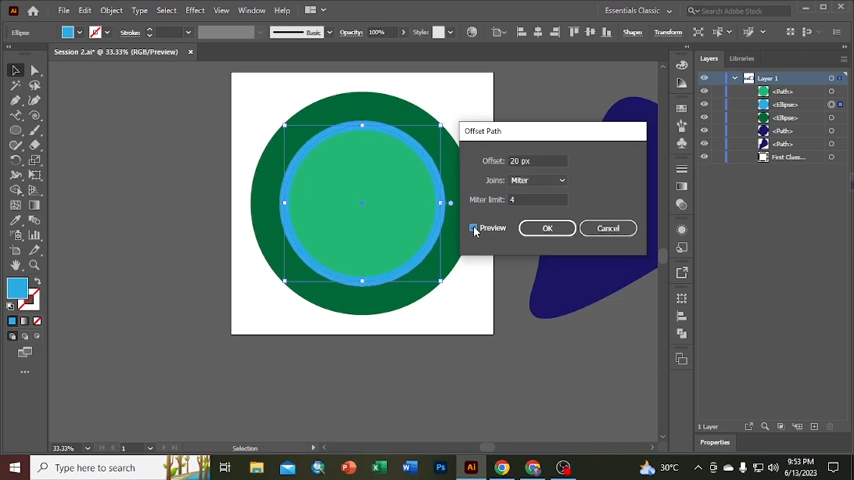 Ai File Edit Object Type Select Effect View Window Help Essentials Classic Search Adobe Stock
Ellipse Stroke: Basic Opacity: 100% Style: Shape: Transform
Session 2.ai* @ 33.33% (RGB/Preview) ×
Layers Libraries
Layer 1
<Path>
<Ellipse>
<Ellipse>
<Path>
<Path>
First Class...
Offset Path
Offset: 20 px
Joins: Miter
Miter limit: 4
Preview OK Cancel
33.33% 1 Selection
1 Layer
Properties
Type here to search
Ps Ai
30°C
9:53 PM
6/13/2023